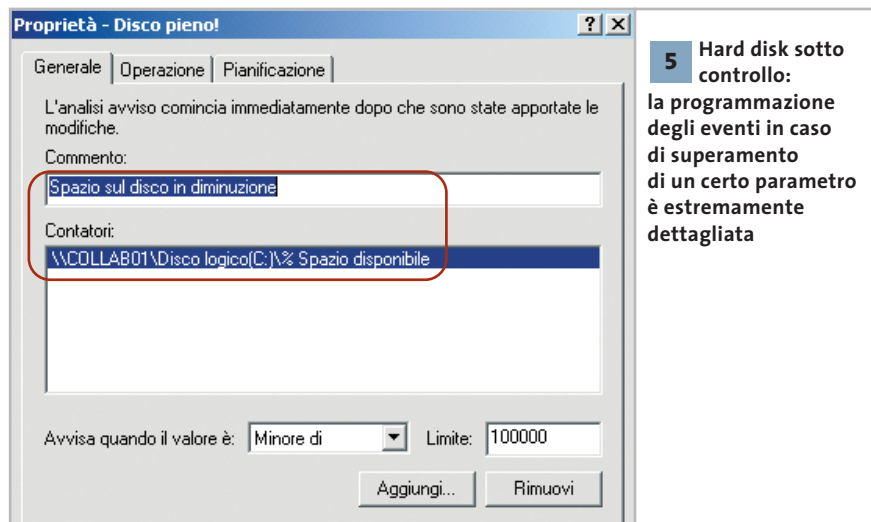 Proprietà - Disco pieno!
Generale
Operazione
Pianificazione
L'analisi avviso comincia immediatamente dopo che sono state apportate le
modifiche.
Commento:
Spazio sul disco in diminuzione
Contatori:
\\COLLAB01\Disco logico(C:)\% Spazio disponibile
Avvisa quando il valore è: Minore di Limite: 100000
Aggiungi... Rimuovi
5 Hard disk sotto
controllo:
la programmazione
degli eventi in caso
di superamento
di un certo parametro
è estremamente
dettagliata